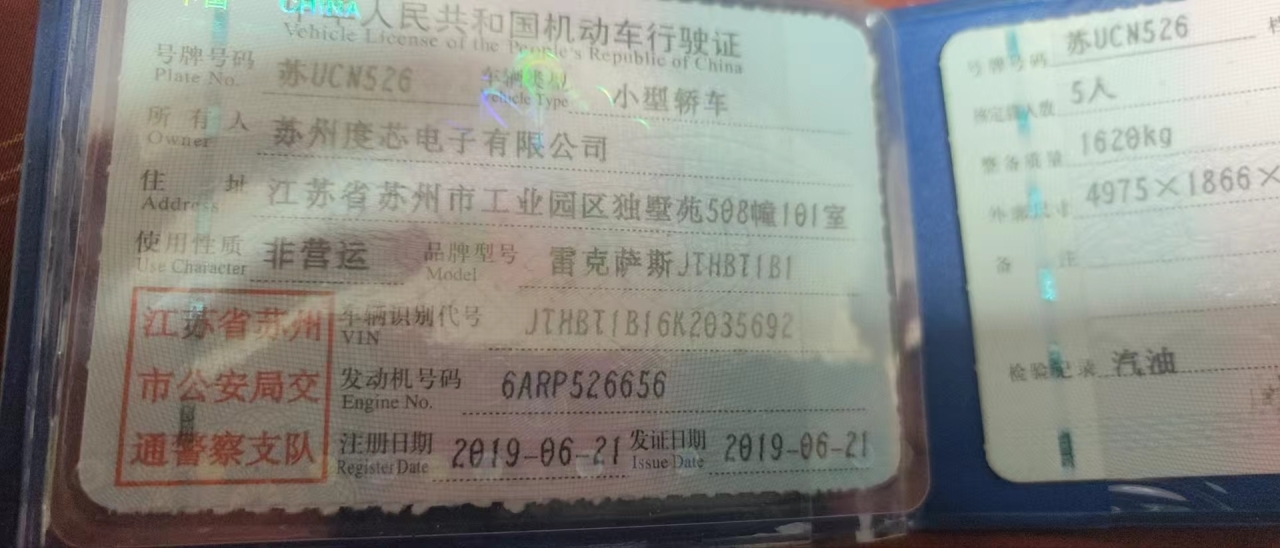 中国 CHINA
中华人民共和国机动车行驶证
Vehicle License of the People's Republic of China
号牌号码 苏UCN526 车辆类型 小型轿车
Plate No. Vehicle Type
所有人 苏州度芯电子有限公司
Owner
住址 江苏省苏州市工业园区独墅苑508幢101室
Address
使用性质 非营运 品牌型号 雷克萨斯JTHBT1B1
Use Character Model
江苏省苏州
市公安局交
通警察支队
车辆识别代号 JTHBT1B16K2035692
VIN
发动机号码 6ARP526656
Engine No.
注册日期 2019-06-21 发证日期 2019-06-21
Register Date Issue Date
号牌号码 苏UCN526
核定载人数 5人
整备质量 1620kg
外廓尺寸 4975×1866×
备注
检验记录 汽油